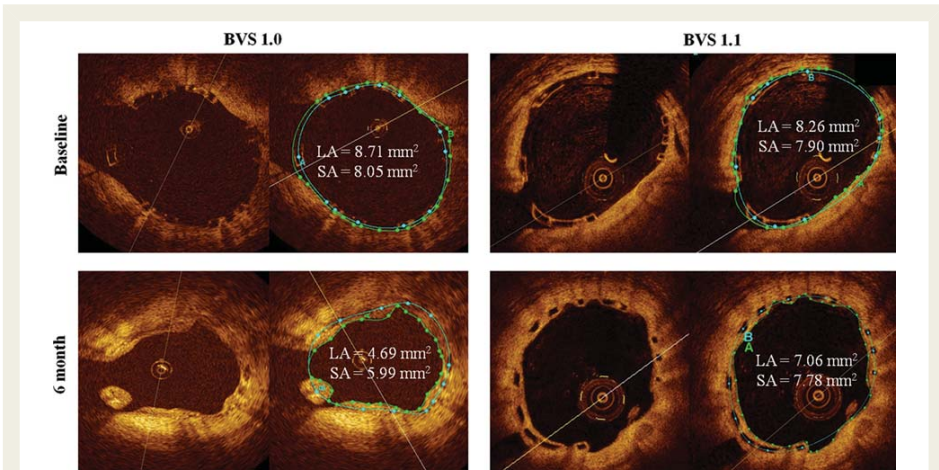 BVS 1.0
BVS 1.1
Baseline
LA = 8.71 mm²
SA = 8.05 mm²
B
LA = 8.26 mm²
SA = 7.90 mm²
B
A
6 month
LA = 4.69 mm²
SA = 5.99 mm²
B
A
LA = 7.06 mm²
SA = 7.78 mm²